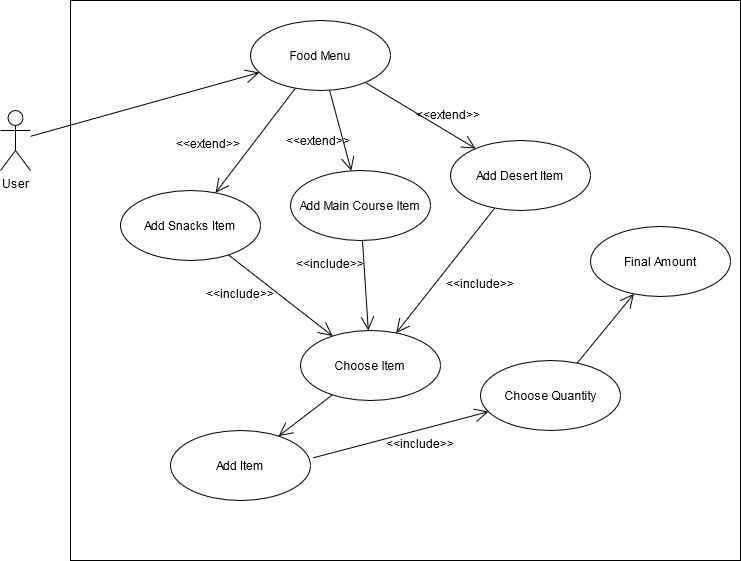 Food Menu
<<extend>>
<<extend>>
<<extend>>
User
Add Desert Item
Add Snacks Item
Add Main Course Item
<<include>>
Final Amount
<<include>>
<<include>>
Choose Item
Choose Quantity
<<include>>
Add Item